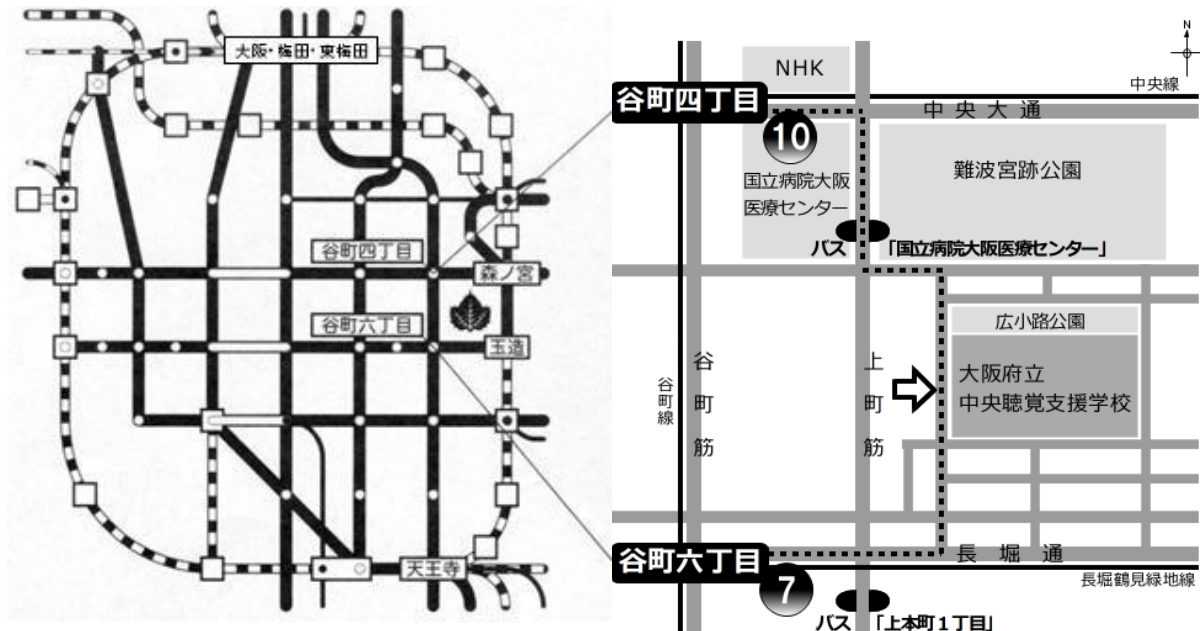 大阪・梅田・東梅田
谷町四丁目
森ノ宮
谷町六丁目
玉造
天王寺
N
NHK
中央線
谷町四丁目
中央大通
10
国立病院大阪
医療センター
難波宮跡公園
バス 「国立病院大阪医療センター」
広小路公園
大阪府立
中央聴覚支援学校
谷町線
谷町筋
上町筋
谷町六丁目
長堀通
7
長堀鶴見緑地線
バス 「上本町1丁目」